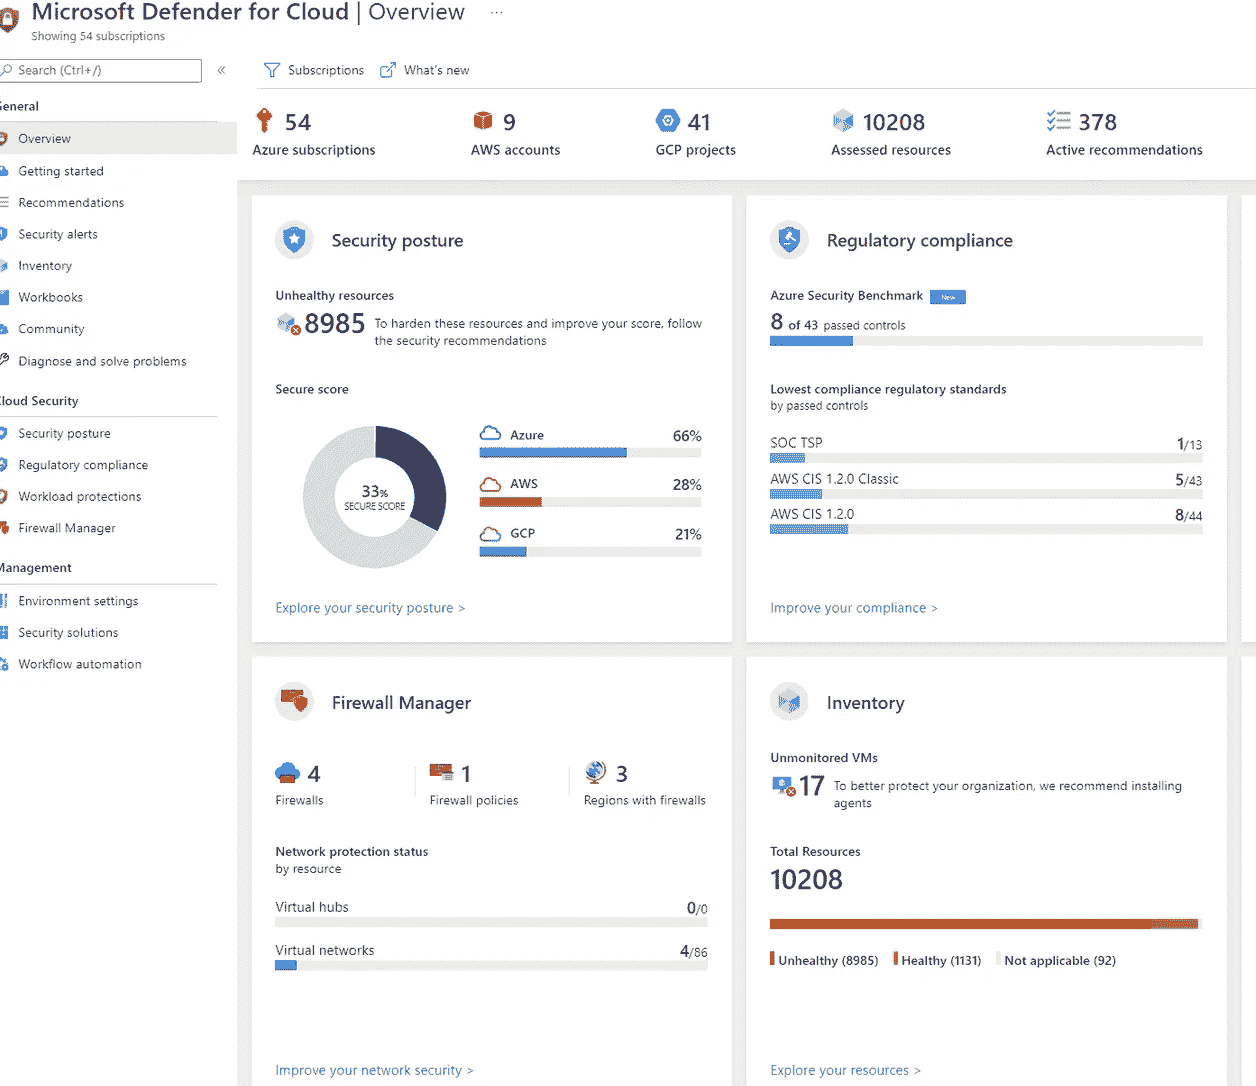 Microsoft Defender for Cloud | Overview ...
Showing 54 subscriptions
Search (Ctrl+/) «
Subscriptions What's new
General
Overview
Getting started
Recommendations
Security alerts
Inventory
Workbooks
Community
Diagnose and solve problems
Cloud Security
Security posture
Regulatory compliance
Workload protections
Firewall Manager
Management
Environment settings
Security solutions
Workflow automation
54
Azure subscriptions
9
AWS accounts
41
GCP projects
10208
Assessed resources
378
Active recommendations
Security posture
Unhealthy resources
8985 To harden these resources and improve your score, follow
the security recommendations
Secure score
33%
SECURE SCORE
Azure 66%
AWS 28%
GCP 21%
Explore your security posture >
Regulatory compliance
Azure Security Benchmark New
8 of 43 passed controls
Lowest compliance regulatory standards
by passed controls
SOC TSP 1/13
AWS CIS 1.2.0 Classic 5/43
AWS CIS 1.2.0 8/44
Improve your compliance >
Firewall Manager
4
Firewalls
1
Firewall policies
3
Regions with firewalls
Network protection status
by resource
Virtual hubs 0/0
Virtual networks 4/86
Improve your network security >
Inventory
Unmonitored VMs
17 To better protect your organization, we recommend installing
agents
Total Resources
10208
Unhealthy (8985) Healthy (1131) Not applicable (92)
Explore your resources >